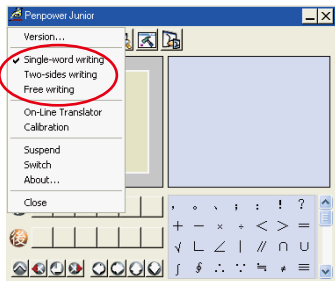 Penpower Junior
Version...
Single-word writing
Two-sides writing
Free writing
On-Line Translator
Calibration
Suspend
Switch
About...
Close
後
, 。 、 ; : ! ?
+ − × ÷ < > =
√ ∟ ∠ | // ∩ ∪
∫ ∮ ∴ ∵ ≒ ≠ ≡